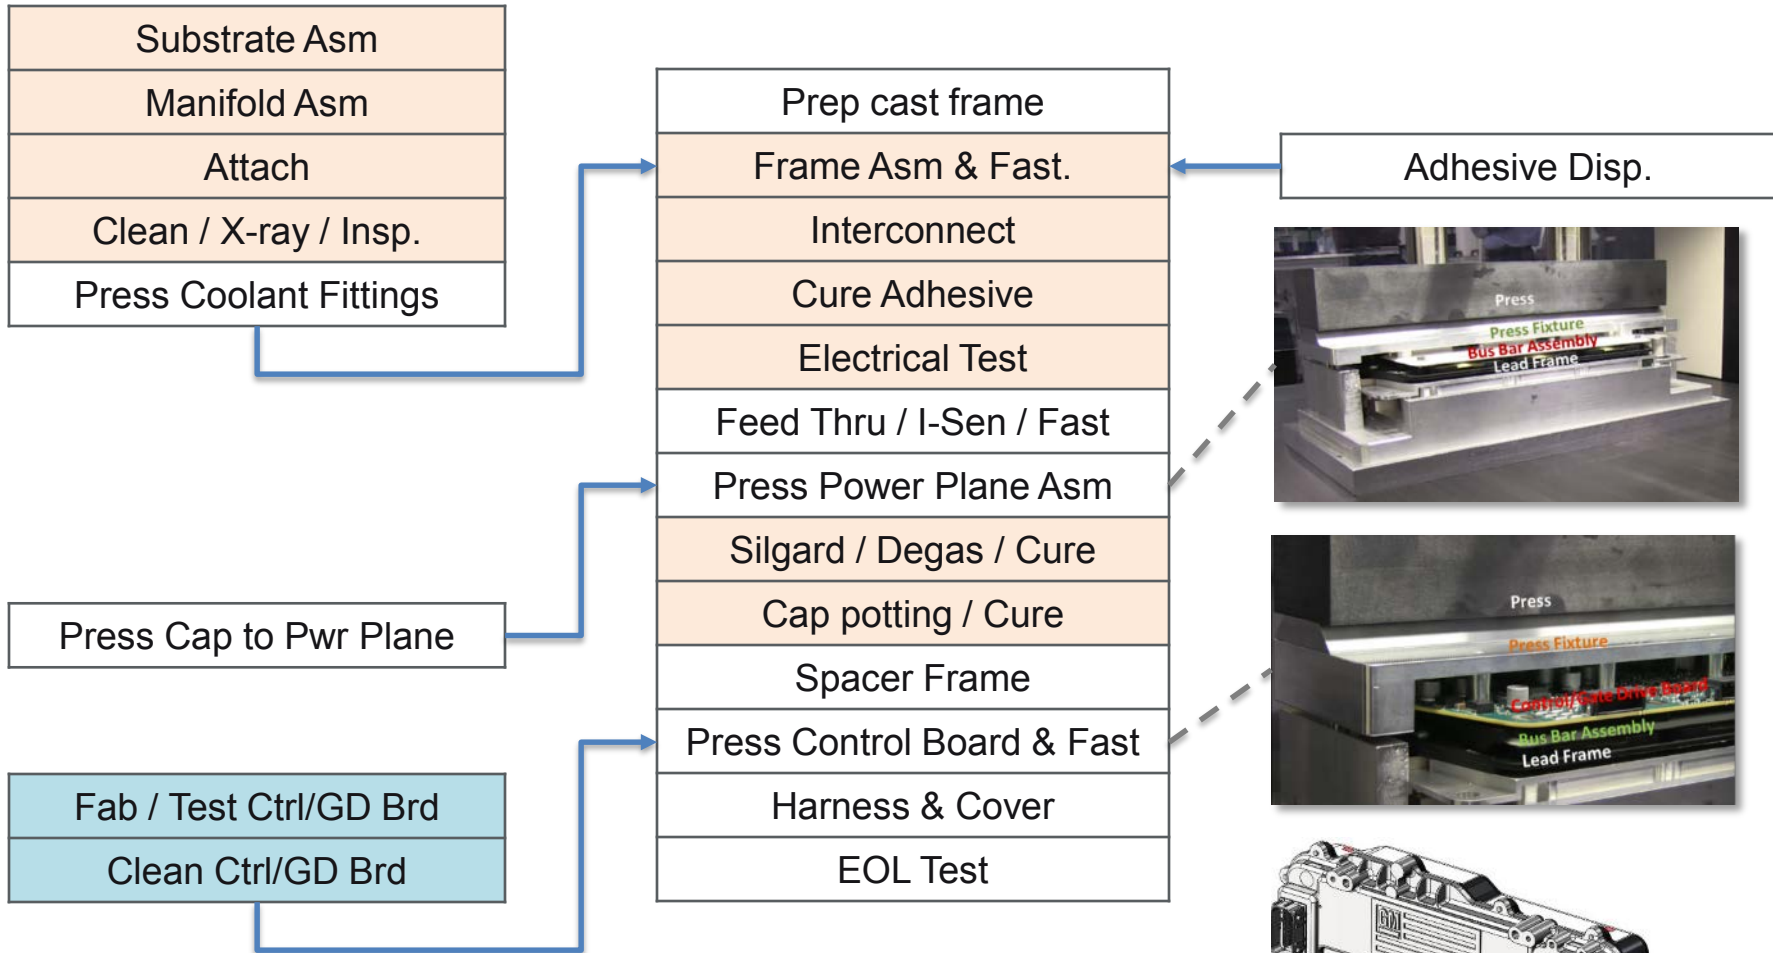 Substrate Asm
Manifold Asm
Attach
Clean / X-ray / Insp.
Press Coolant Fittings
Press Cap to Pwr Plane
Fab / Test Ctrl/GD Brd
Clean Ctrl/GD Brd
Prep cast frame
Frame Asm & Fast.
Interconnect
Cure Adhesive
Electrical Test
Feed Thru / I-Sen / Fast
Press Power Plane Asm
Silgard / Degas / Cure
Cap potting / Cure
Spacer Frame
Press Control Board & Fast
Harness & Cover
EOL Test
Adhesive Disp.
Press
Press Fixture
Bus Bar Assembly
Lead Frame
Press
Press Fixture
Control/Gate Drive Board
Bus Bar Assembly
Lead Frame
GM